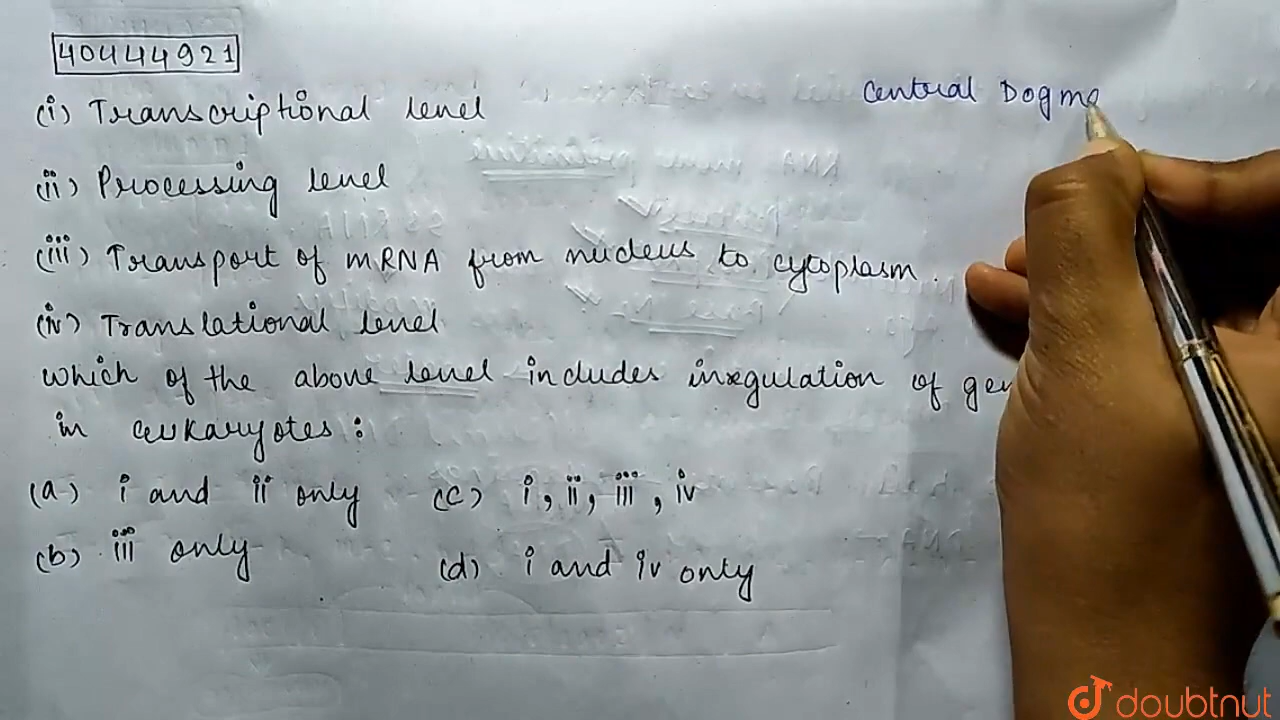 40444921
Central Dogma
(i) Transcriptional level
(ii) Processing level
(iii) Transport of mRNA from nucleus to cytoplasm.
(iv) Translational level
which of the above level includes inregulation of gen
in eukaryotes:
(a) i and ii only (c) i, ii, iii, iv
(b) iii only (d) i and iv only
doubtnut